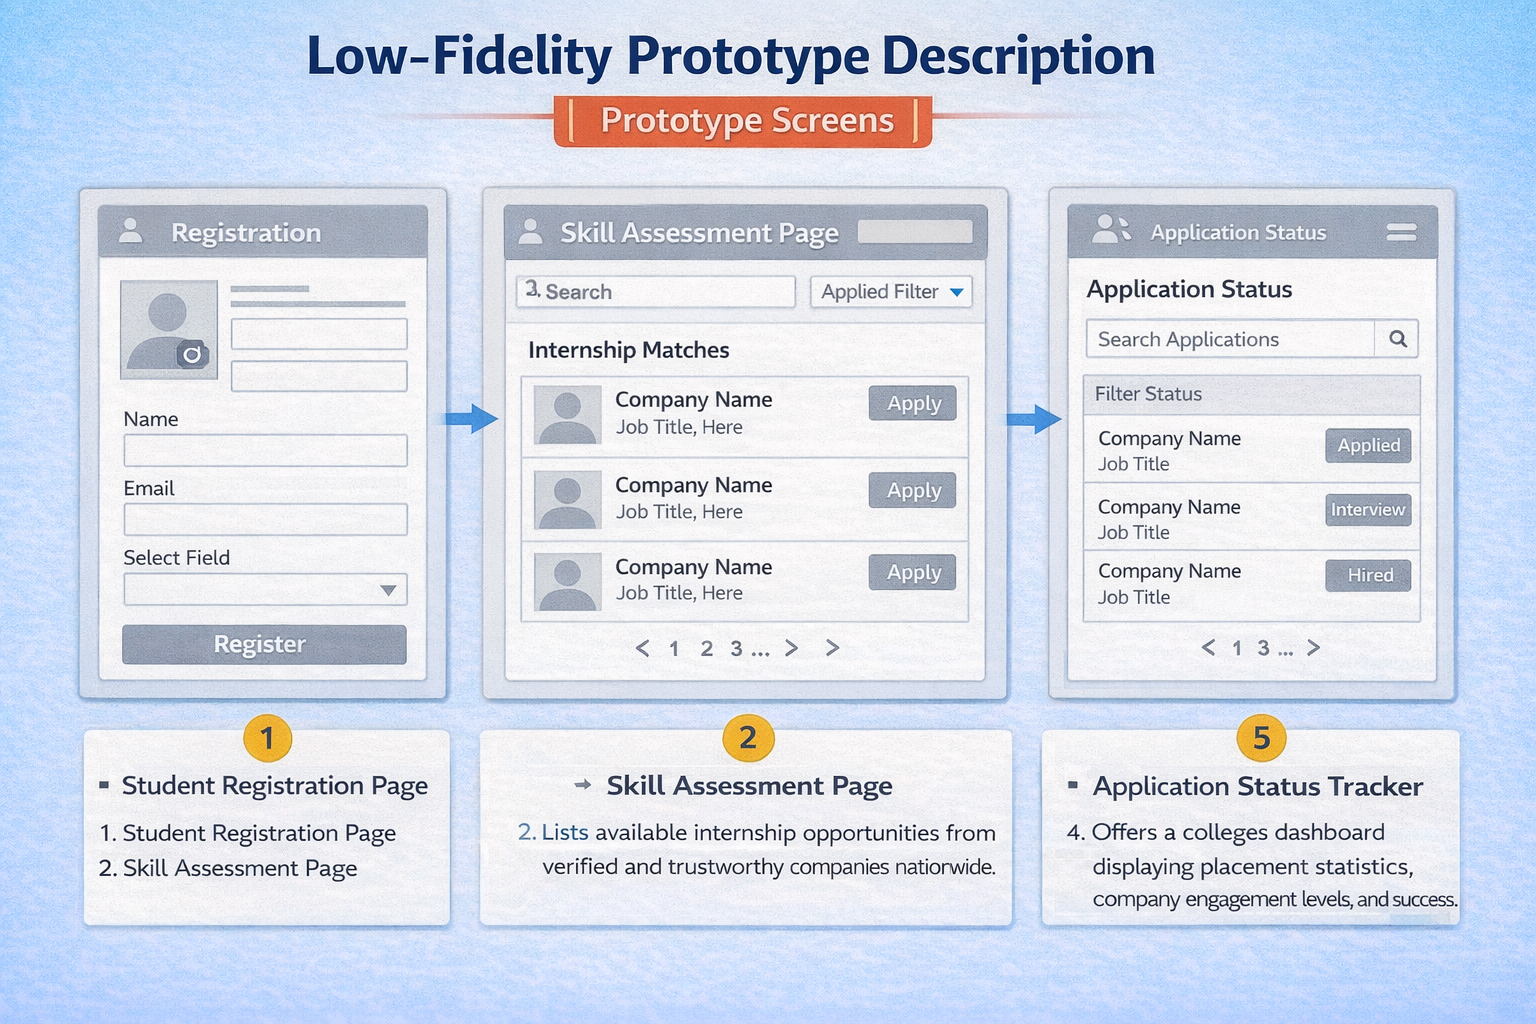 Low-Fidelity Prototype Description
Prototype Screens
Registration
Name
Email
Select Field
Register
Skill Assessment Page
3. Search
Applied Filter
Internship Matches
Company Name
Job Title, Here
Apply
Company Name
Job Title, Here
Apply
Company Name
Job Title, Here
Apply
< 1 2 3 ... > >
Application Status
Application Status
Search Applications
Filter Status
Company Name
Job Title
Applied
Company Name
Job Title
Interview
Company Name
Job Title
Hired
< 1 3 ... >
1
▪ Student Registration Page
1. Student Registration Page
2. Skill Assessment Page
2
→ Skill Assessment Page
2. Lists available internship opportunities from
verified and trustworthy companies nationwide.
5
▪ Application Status Tracker
4. Offers a colleges dashboard
displaying placement statistics,
company engagement levels, and success.